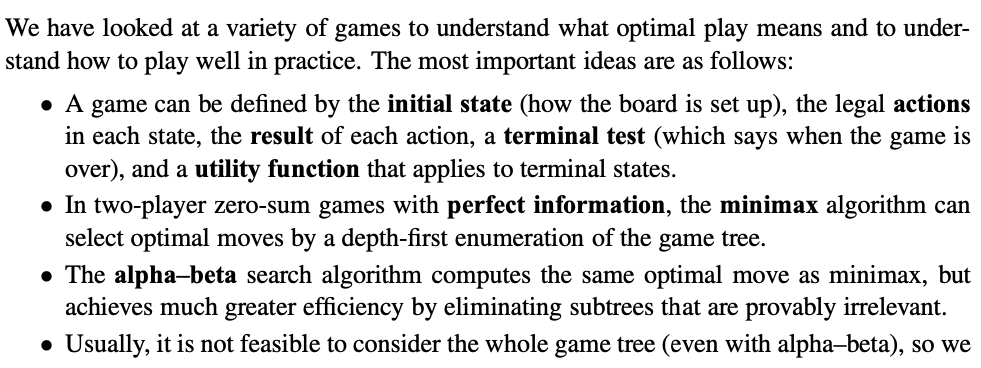 We have looked at a variety of games to understand what optimal play means and to under-
stand how to play well in practice. The most important ideas are as follows:
• A game can be defined by the initial state (how the board is set up), the legal actions
in each state, the result of each action, a terminal test (which says when the game is
over), and a utility function that applies to terminal states.
• In two-player zero-sum games with perfect information, the minimax algorithm can
select optimal moves by a depth-first enumeration of the game tree.
• The alpha–beta search algorithm computes the same optimal move as minimax, but
achieves much greater efficiency by eliminating subtrees that are provably irrelevant.
• Usually, it is not feasible to consider the whole game tree (even with alpha–beta), so we